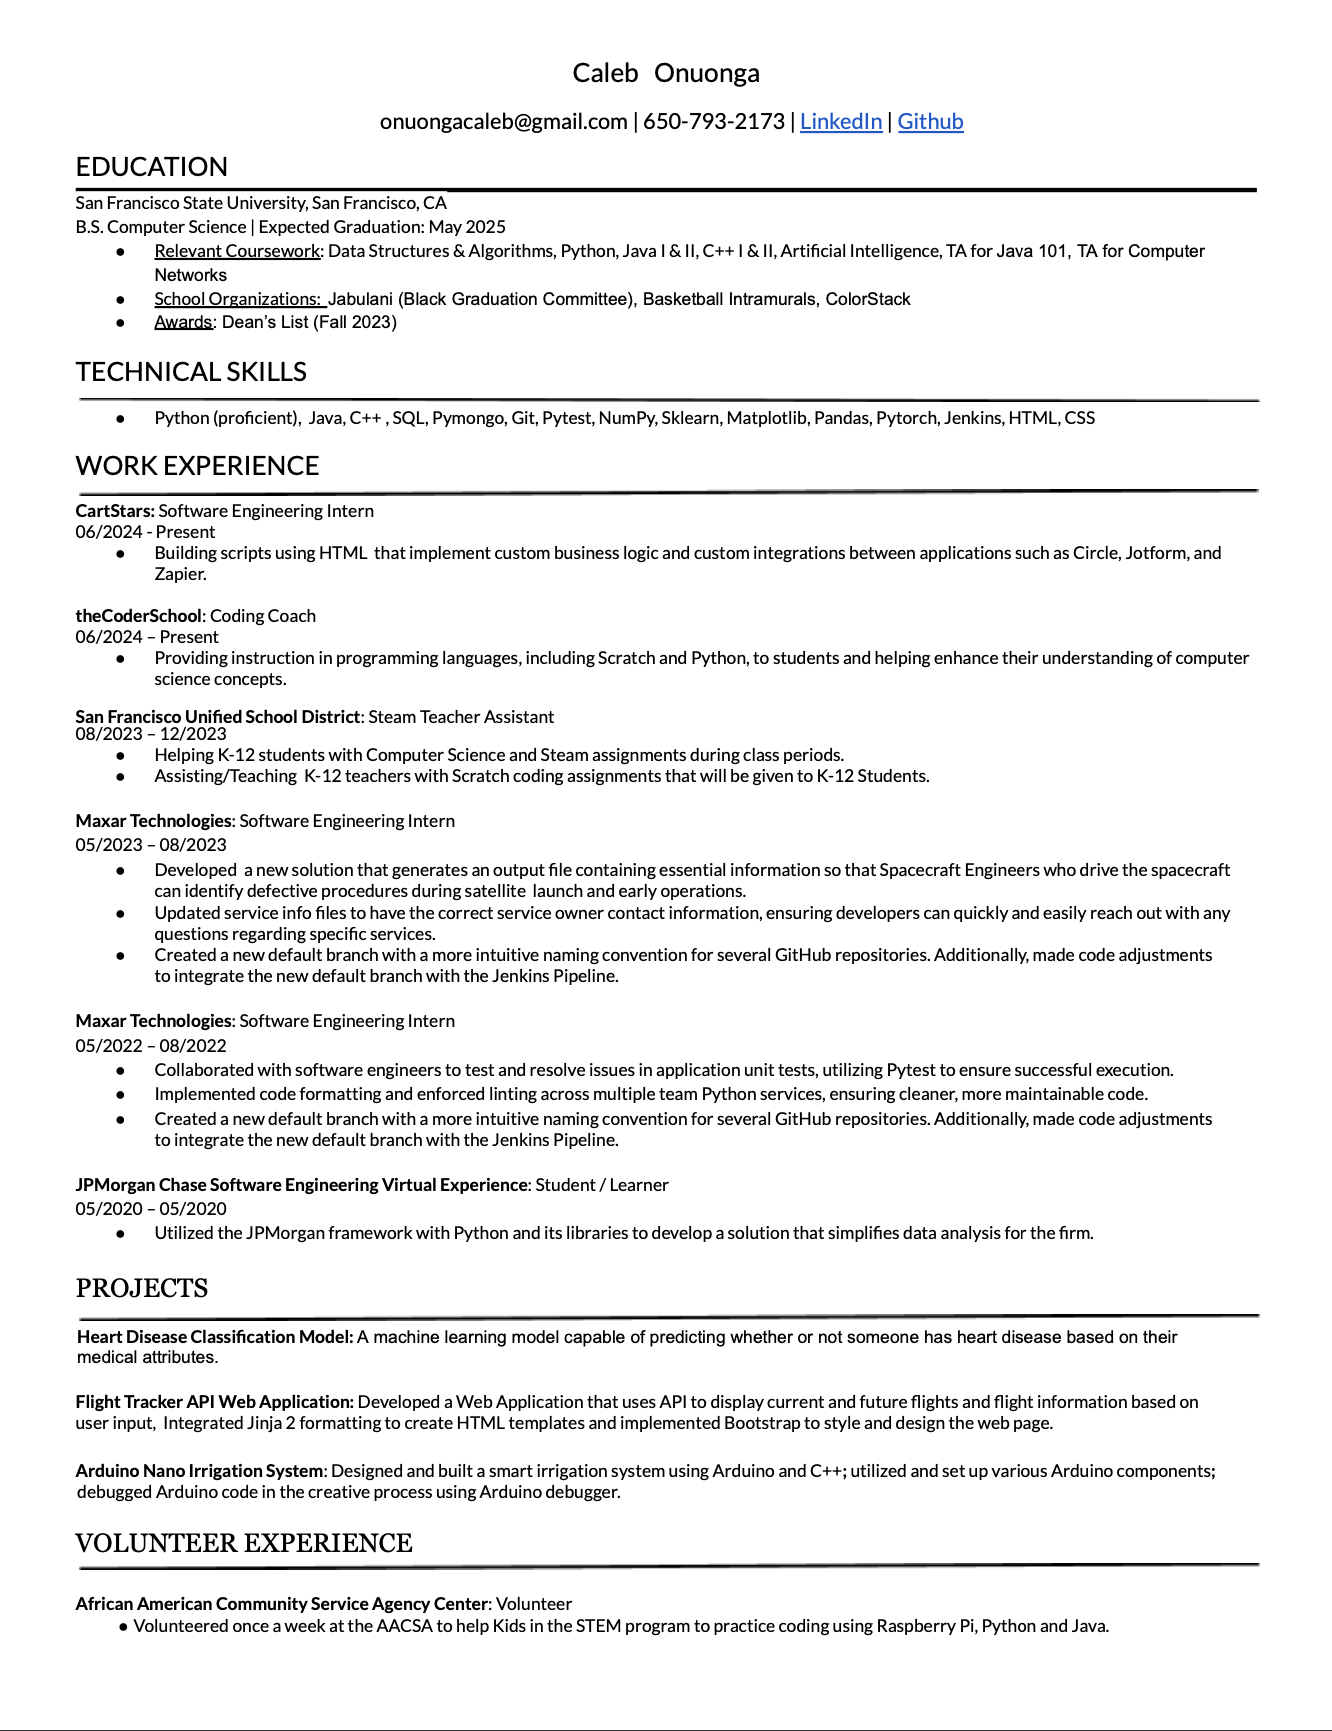 Caleb Onuonga
onuongacaleb@gmail.com | 650-793-2173 | LinkedIn | Github
EDUCATION
San Francisco State University, San Francisco, CA
B.S. Computer Science | Expected Graduation: May 2025
● Relevant Coursework: Data Structures & Algorithms, Python, Java I & II, C++ I & II, Artificial Intelligence, TA for Java 101, TA for Computer
Networks
● School Organizations: Jabulani (Black Graduation Committee), Basketball Intramurals, ColorStack
● Awards: Dean’s List (Fall 2023)
TECHNICAL SKILLS
● Python (proficient), Java, C++ , SQL, Pymongo, Git, Pytest, NumPy, Sklearn, Matplotlib, Pandas, Pytorch, Jenkins, HTML, CSS
WORK EXPERIENCE
CartStars: Software Engineering Intern
06/2024 - Present
● Building scripts using HTML that implement custom business logic and custom integrations between applications such as Circle, Jotform, and
Zapier.
theCoderSchool: Coding Coach
06/2024 – Present
● Providing instruction in programming languages, including Scratch and Python, to students and helping enhance their understanding of computer
science concepts.
San Francisco Unified School District: Steam Teacher Assistant
08/2023 – 12/2023
● Helping K-12 students with Computer Science and Steam assignments during class periods.
● Assisting/Teaching K-12 teachers with Scratch coding assignments that will be given to K-12 Students.
Maxar Technologies: Software Engineering Intern
05/2023 – 08/2023
● Developed a new solution that generates an output file containing essential information so that Spacecraft Engineers who drive the spacecraft
can identify defective procedures during satellite launch and early operations.
● Updated service info files to have the correct service owner contact information, ensuring developers can quickly and easily reach out with any
questions regarding specific services.
● Created a new default branch with a more intuitive naming convention for several GitHub repositories. Additionally, made code adjustments
to integrate the new default branch with the Jenkins Pipeline.
Maxar Technologies: Software Engineering Intern
05/2022 – 08/2022
● Collaborated with software engineers to test and resolve issues in application unit tests, utilizing Pytest to ensure successful execution.
● Implemented code formatting and enforced linting across multiple team Python services, ensuring cleaner, more maintainable code.
● Created a new default branch with a more intuitive naming convention for several GitHub repositories. Additionally, made code adjustments
to integrate the new default branch with the Jenkins Pipeline.
JPMorgan Chase Software Engineering Virtual Experience: Student / Learner
05/2020 – 05/2020
● Utilized the JPMorgan framework with Python and its libraries to develop a solution that simplifies data analysis for the firm.
PROJECTS
Heart Disease Classification Model: A machine learning model capable of predicting whether or not someone has heart disease based on their
medical attributes.
Flight Tracker API Web Application: Developed a Web Application that uses API to display current and future flights and flight information based on
user input, Integrated Jinja 2 formatting to create HTML templates and implemented Bootstrap to style and design the web page.
Arduino Nano Irrigation System: Designed and built a smart irrigation system using Arduino and C++; utilized and set up various Arduino components;
debugged Arduino code in the creative process using Arduino debugger.
VOLUNTEER EXPERIENCE
African American Community Service Agency Center: Volunteer
● Volunteered once a week at the AACSA to help Kids in the STEM program to practice coding using Raspberry Pi, Python and Java.